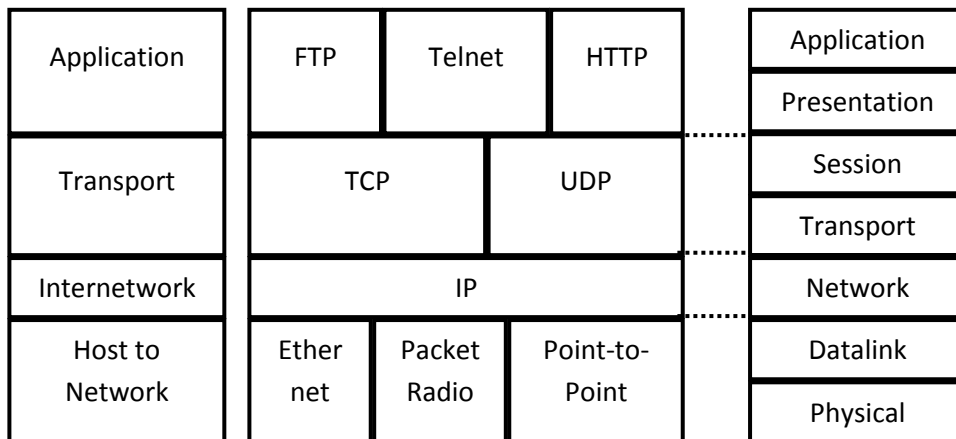 Application
Transport
Internetwork
Host to
Network
FTP
Telnet
HTTP
TCP
UDP
IP
Ether
net
Packet
Radio
Point-to-
Point
Application
Presentation
Session
Transport
Network
Datalink
Physical